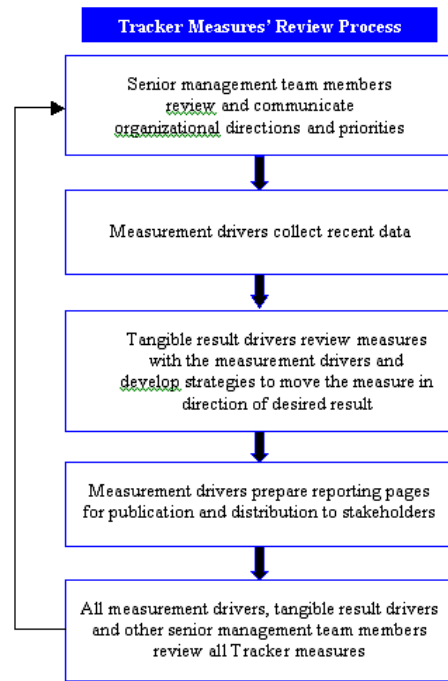 Tracker Measures' Review Process
Senior management team members
review and communicate
organizational directions and priorities
Measurement drivers collect recent data
Tangible result drivers review measures
with the measurement drivers and
develop strategies to move the measure in
direction of desired result
Measurement drivers prepare reporting pages
for publication and distribution to stakeholders
All measurement drivers, tangible result drivers
and other senior management team members
review all Tracker measures